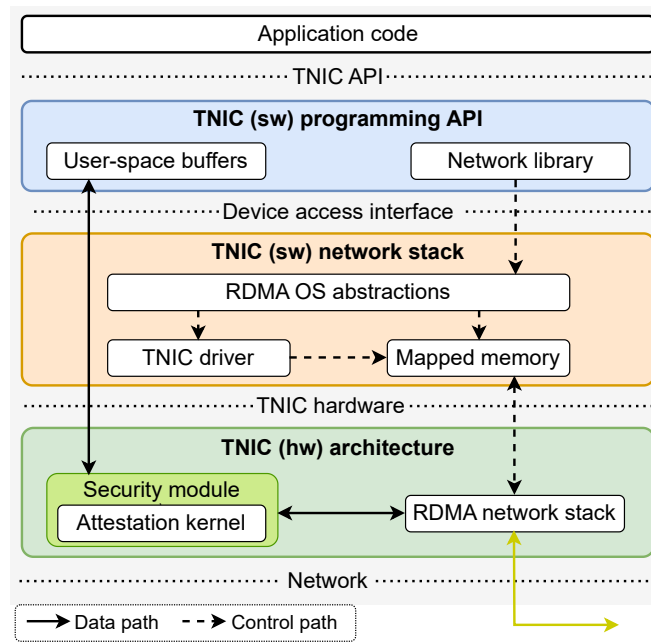 Application code
TNIC API
TNIC (sw) programming API
User-space buffers
Network library
Device access interface
TNIC (sw) network stack
RDMA OS abstractions
TNIC driver
Mapped memory
TNIC hardware
TNIC (hw) architecture
Security module
Attestation kernel
RDMA network stack
Network
Data path
Control path